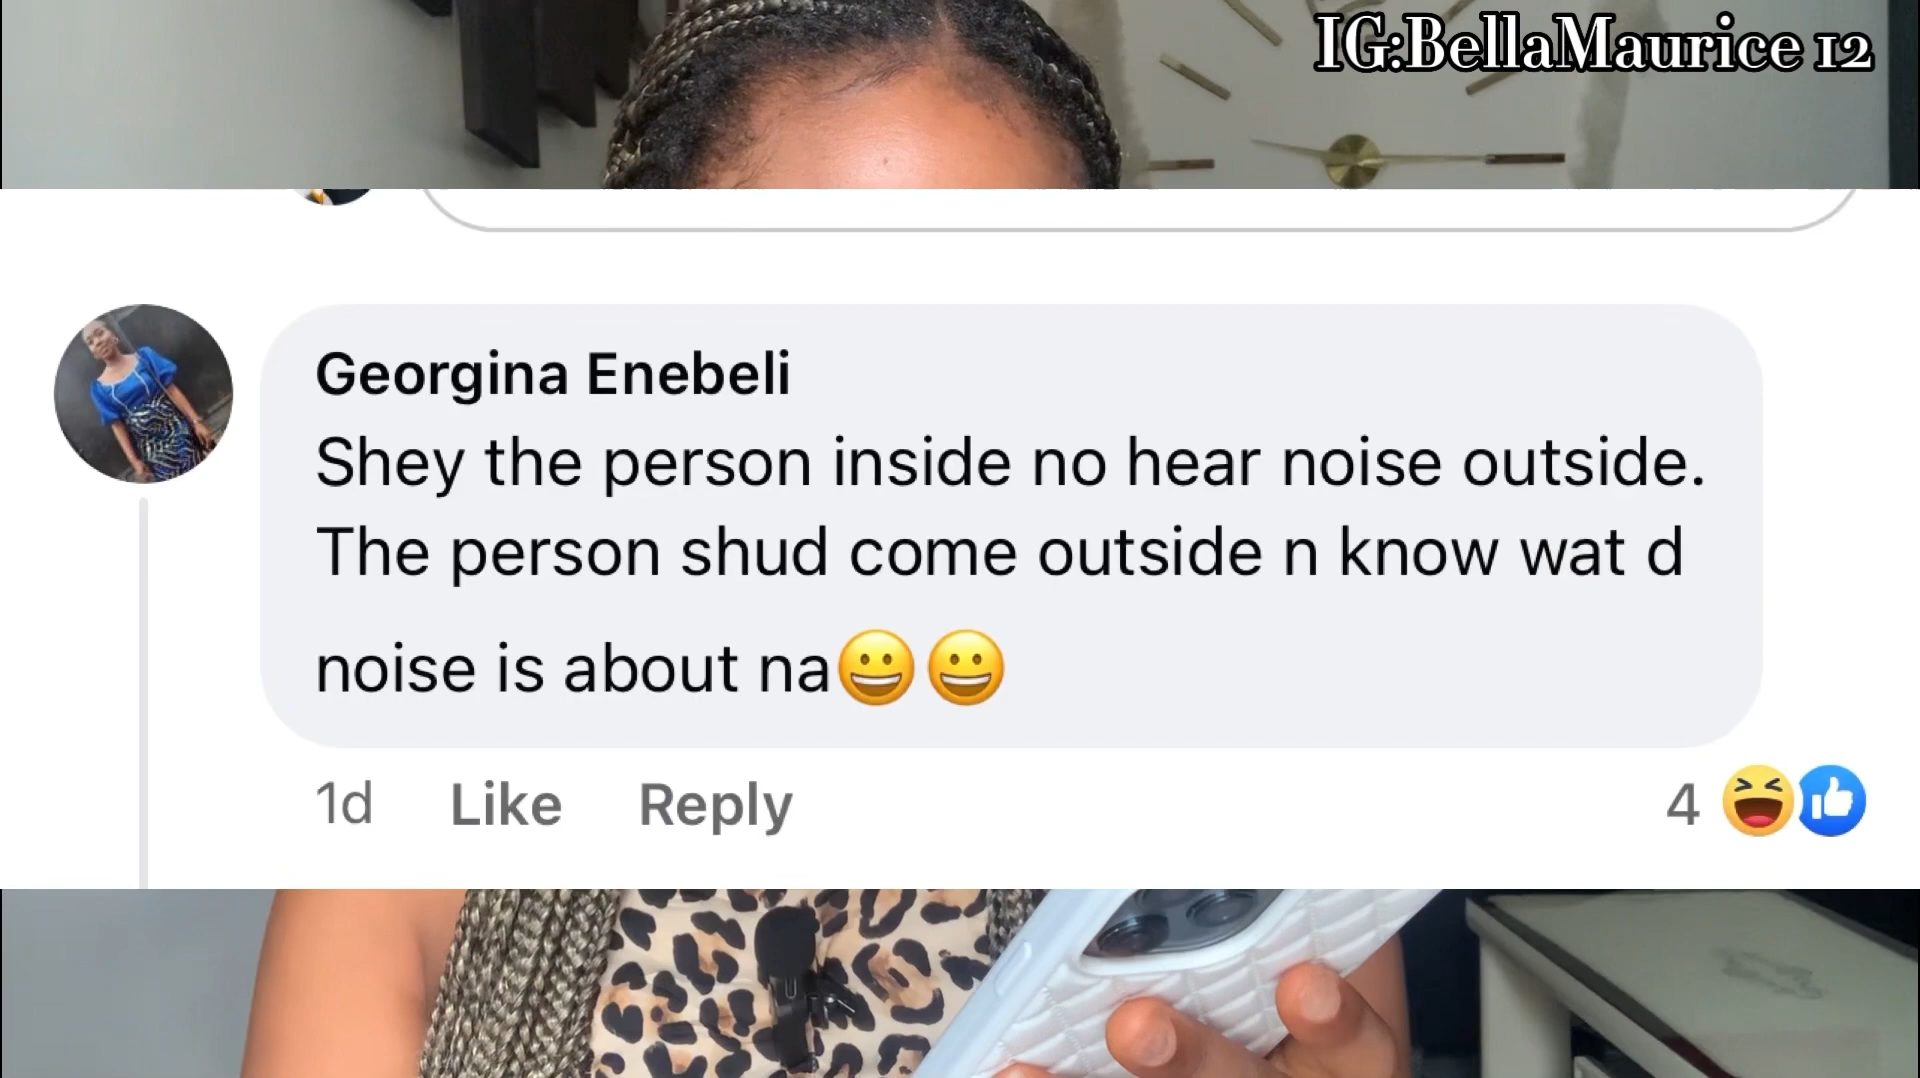 IG:BellaMaurice 12
Georgina Enebeli
Shey the person inside no hear noise outside.
The person shud come outside n know wat d
noise is about na😀😀
1d Like Reply 4